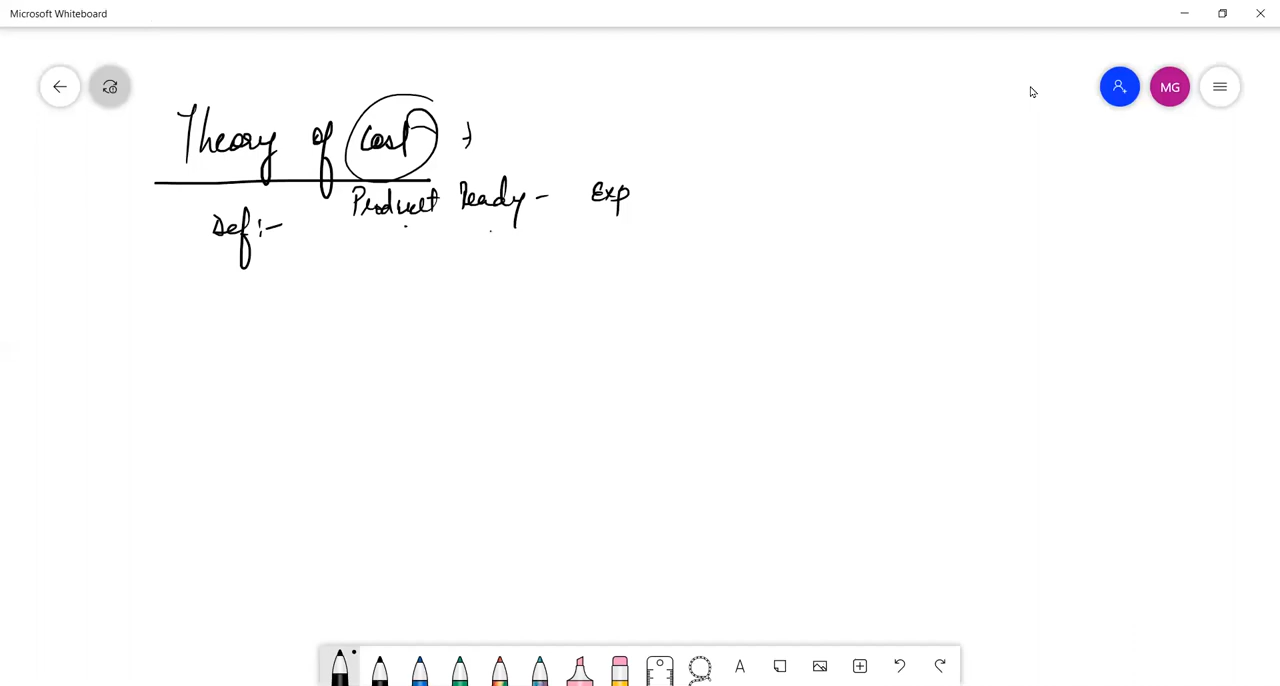 Microsoft Whiteboard
MG
Theory of Cost
Product Ready - Exp
Def :-
A